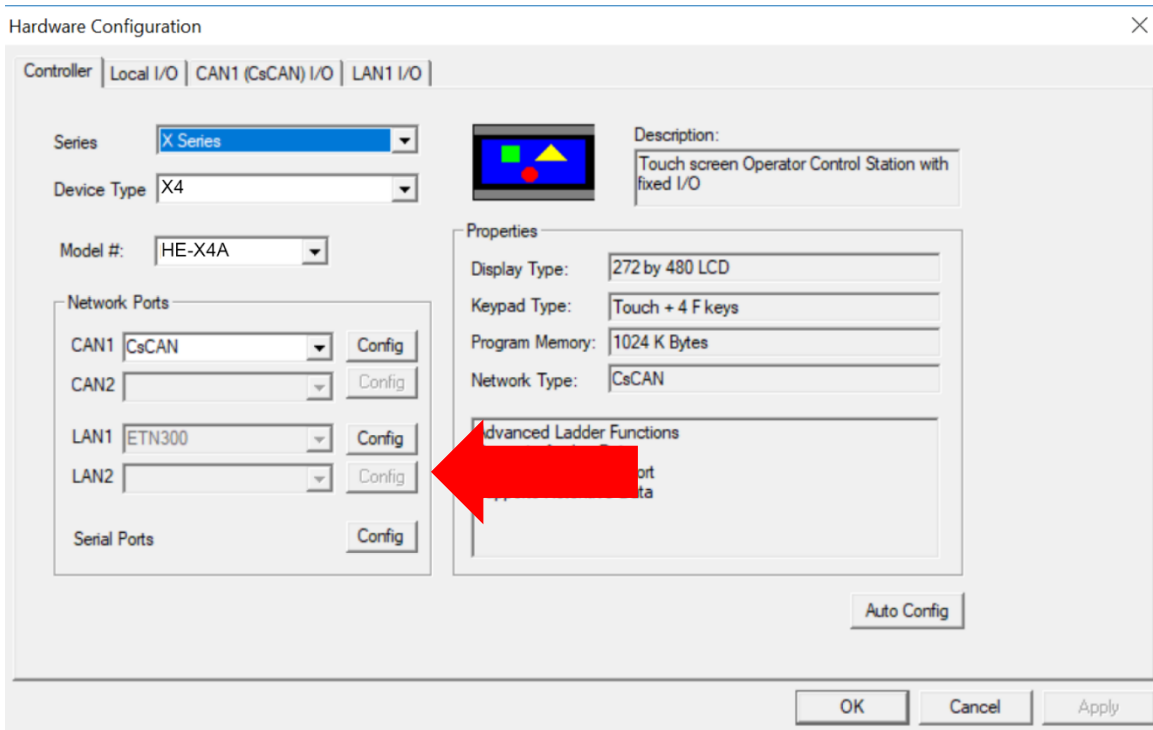 Hardware Configuration
Controller
Local I/O
CAN1 (CsCAN) I/O
LAN1 I/O
Series
X Series
Description:
Touch screen Operator Control Station with
fixed I/O
Device Type
X4
Model #:
HE-X4A
Properties
Display Type:
272 by 480 LCD
Keypad Type:
Touch + 4 F keys
Program Memory:
1024 K Bytes
Network Type:
CsCAN
Network Ports
CAN1
CsCAN
Config
CAN2
Config
LAN1
ETN300
Config
LAN2
Config
Serial Ports
Config
Advanced Ladder Functions
Auto Config
OK
Cancel
Apply